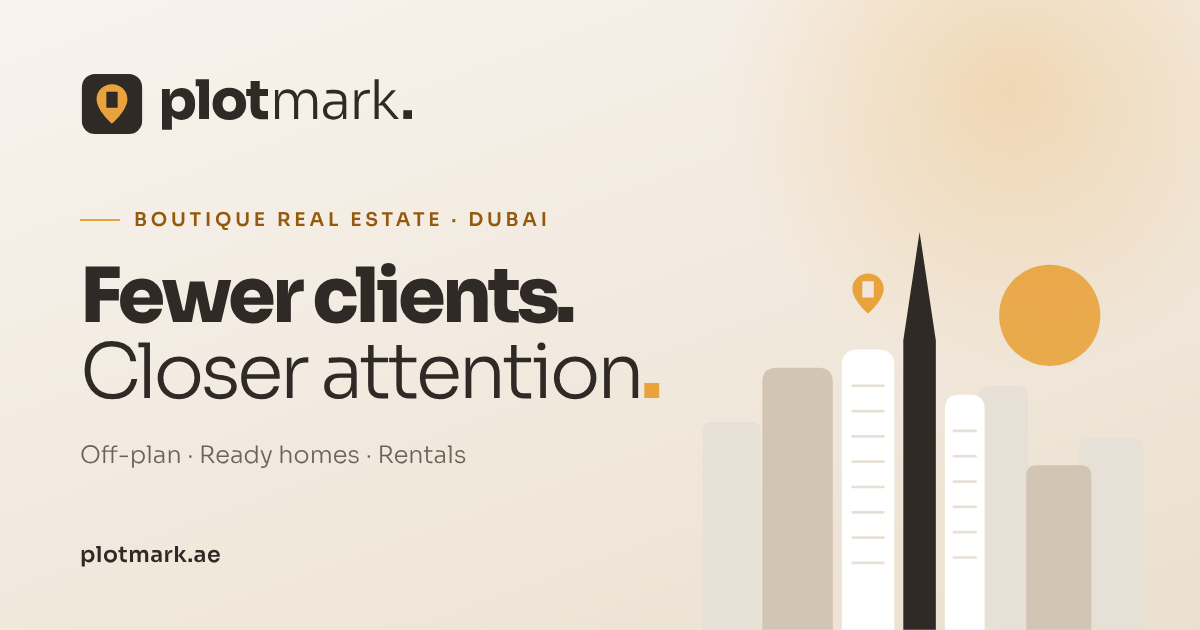 plotmark.
BOUTIQUE REAL ESTATE · DUBAI
Fewer clients.
Closer attention.
Off-plan · Ready homes · Rentals
plotmark.ae